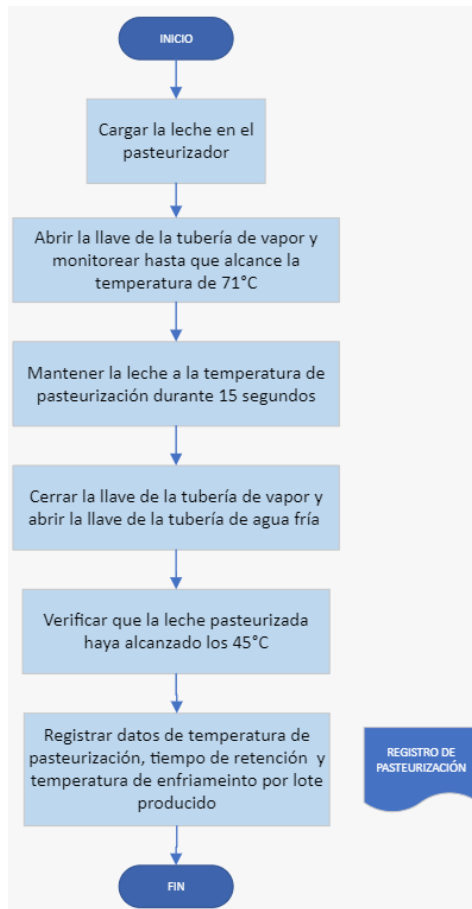 INICIO
Cargar la leche en el
pasteurizador
Abrir la llave de la tubería de vapor y
monitorear hasta que alcance la
temperatura de 71°C
Mantener la leche a la temperatura de
pasteurización durante 15 segundos
Cerrar la llave de la tubería de vapor y
abrir la llave de la tubería de agua fría
Verificar que la leche pasteurizada
haya alcanzado los 45°C
Registrar datos de temperatura de
pasteurización, tiempo de retención y
temperatura de enfriameinto por lote
producido
REGISTRO DE
PASTEURIZACIÓN
FIN